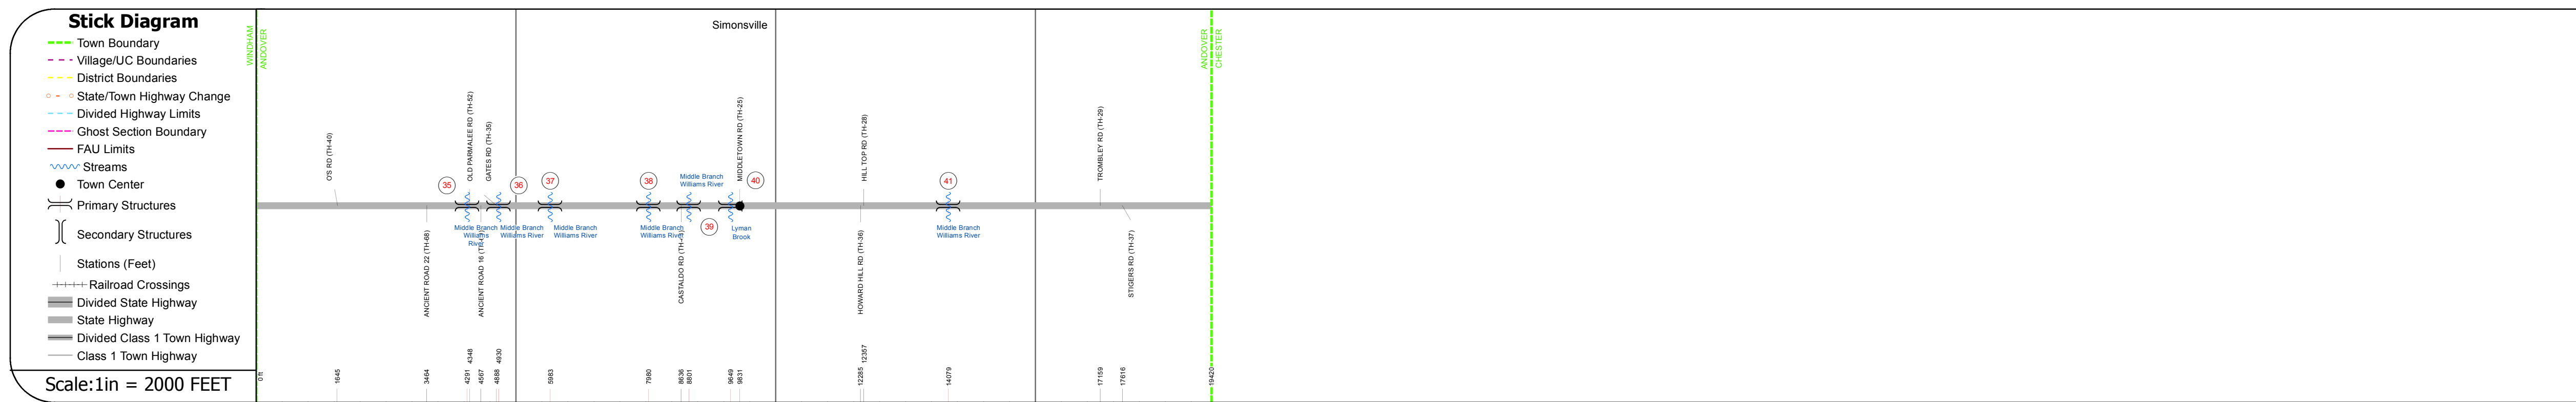 Stick Diagram
Town Boundary
Village/UC Boundaries
District Boundaries
State/Town Highway Change
Divided Highway Limits
Ghost Section Boundary
FAU Limits
Streams
Town Center
Primary Structures
Secondary Structures
Stations (Feet)
Railroad Crossings
Divided State Highway
State Highway
Divided Class 1 Town Highway
Class 1 Town Highway
Scale:1in = 2000 FEET
WINDHAM
ANDOVER
Simonsville
ANDOVER
CHESTER
O'S RD (TH-40)
OLD PARMALEE RD (TH-52)
GATES RD (TH-35)
MIDDLETOWN RD (TH-25)
HILL TOP RD (TH-28)
TROMBLEY RD (TH-29)
35
36
37
38
Middle Branch
Williams River
40
41
39
Middle Branch
Williams
River
Middle Branch
Williams River
Middle Branch
Williams River
Middle Branch
Williams River
Lyman
Brook
Middle Branch
Williams River
ANCIENT ROAD 22 (TH-68)
ANCIENT ROAD 16 (TH-
CASTALDO RD (TH-
HOWARD HILL RD (TH-36)
STIGERS RD (TH-37)
0 ft
1645
3464
4291
4348
4567
4888
4930
5983
7980
8636
8801
9649
9831
12285
12357
14079
17159
17616
19420